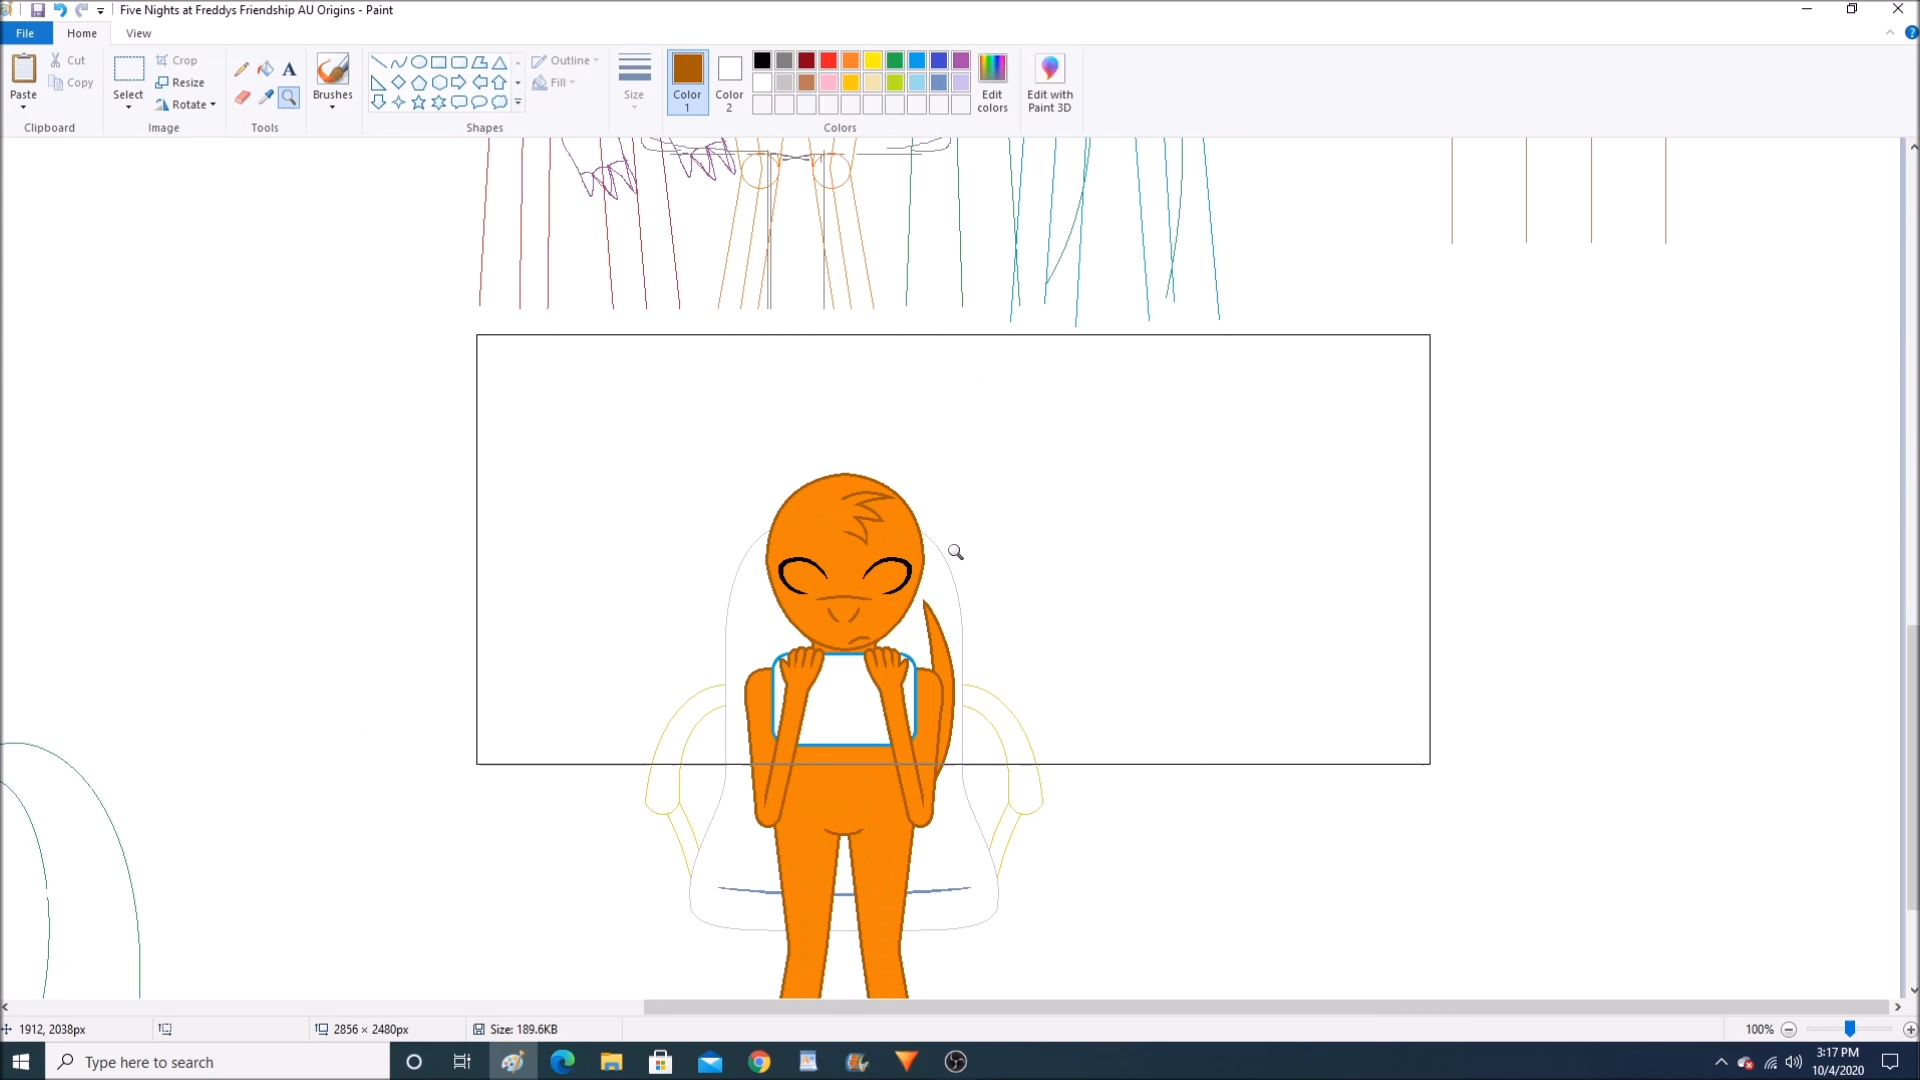 Five Nights at Freddys Friendship AU Origins - Paint
File Home View
Paste
Cut
Copy
Clipboard
Select
Crop
Resize
Rotate
Image
A
Tools
Brushes
Outline
Fill
Shapes
Size
Color 1
Color 2
Edit colors
Colors
Edit with Paint 3D
1912, 2038px
2856 × 2480px
Size: 189.6KB
100%
Type here to search
3:17 PM
10/4/2020